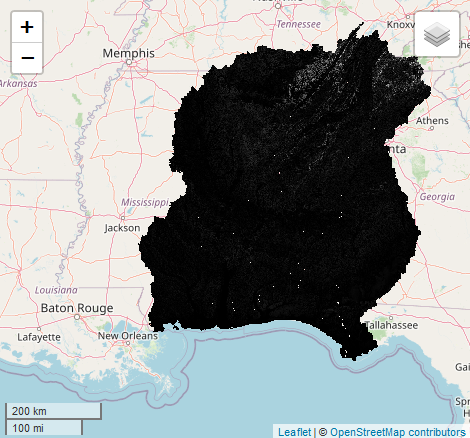 +
−
Tennessee
Knoxv
Memphis
Arkansas
Athens
nta
Mississippi
Georgia
Jackson
Louisiana
Baton Rouge
Tallahassee
Lafayette
New Orleans
Gai
Spr
H
200 km
100 mi
Leaflet | © OpenStreetMap contributors